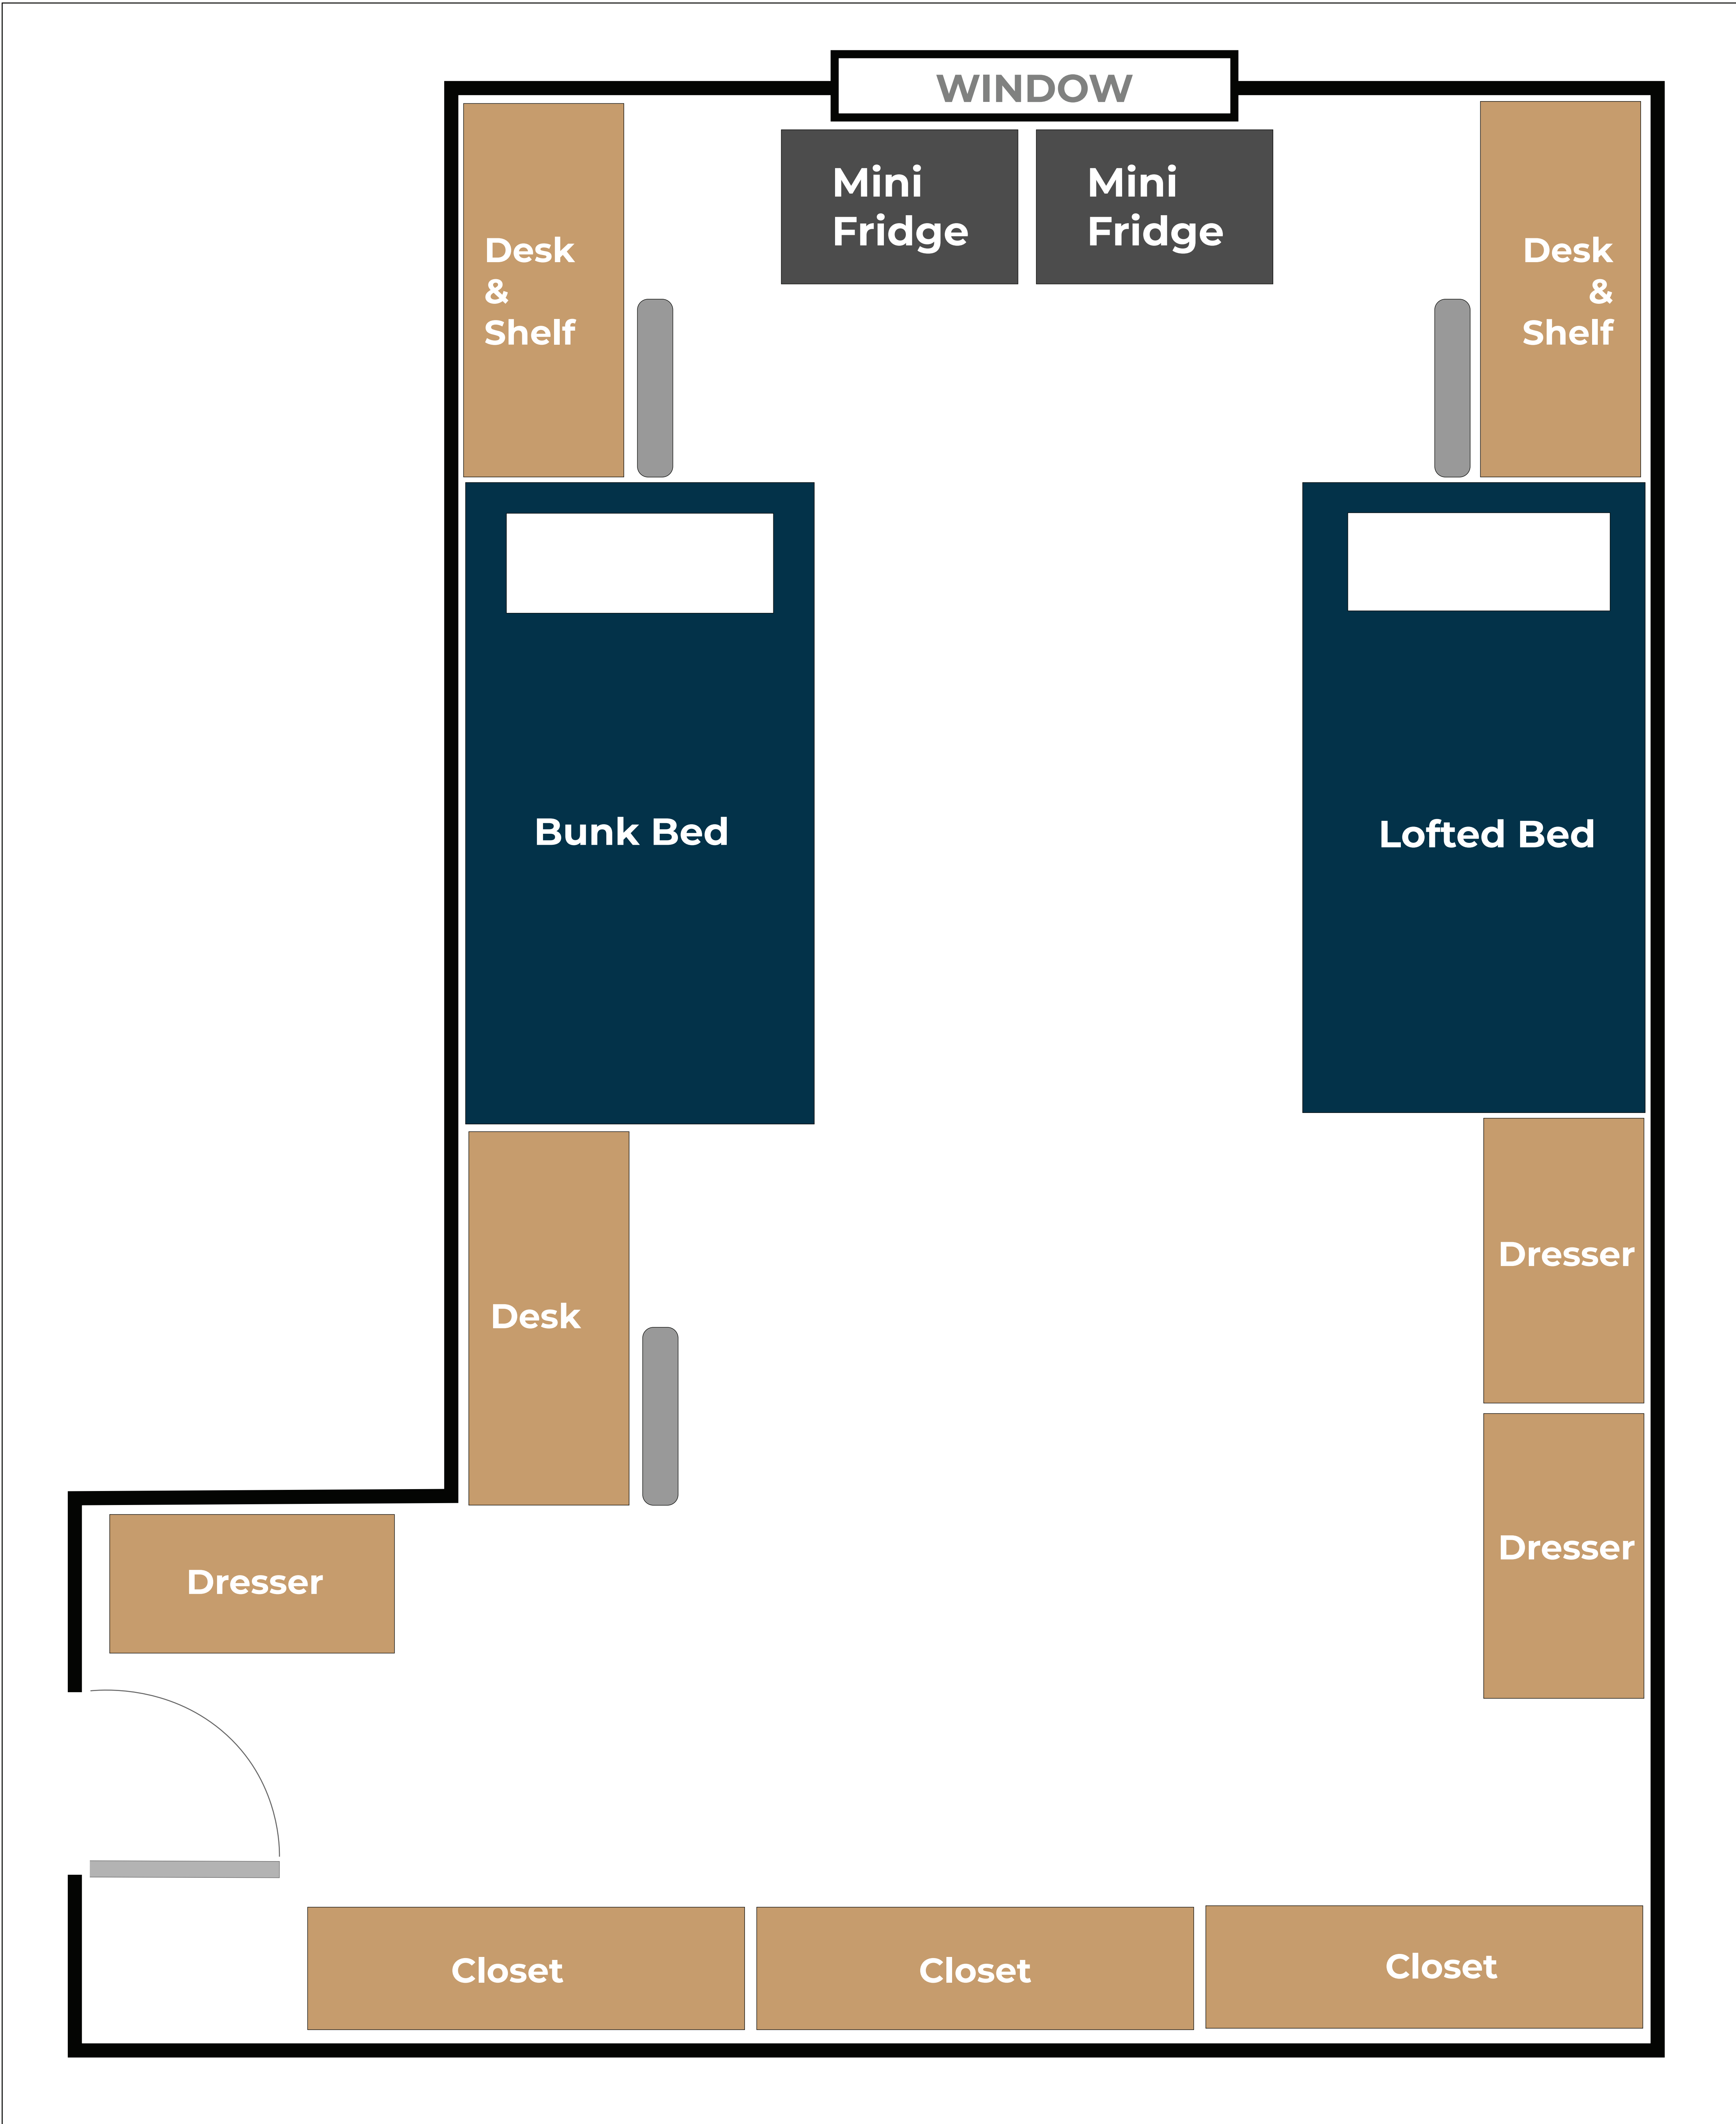 WINDOW
Mini
Fridge
Mini
Fridge
Desk
&
Shelf
Desk
&
Shelf
Bunk Bed
Lofted Bed
Dresser
Desk
Dresser
Dresser
Closet
Closet
Closet